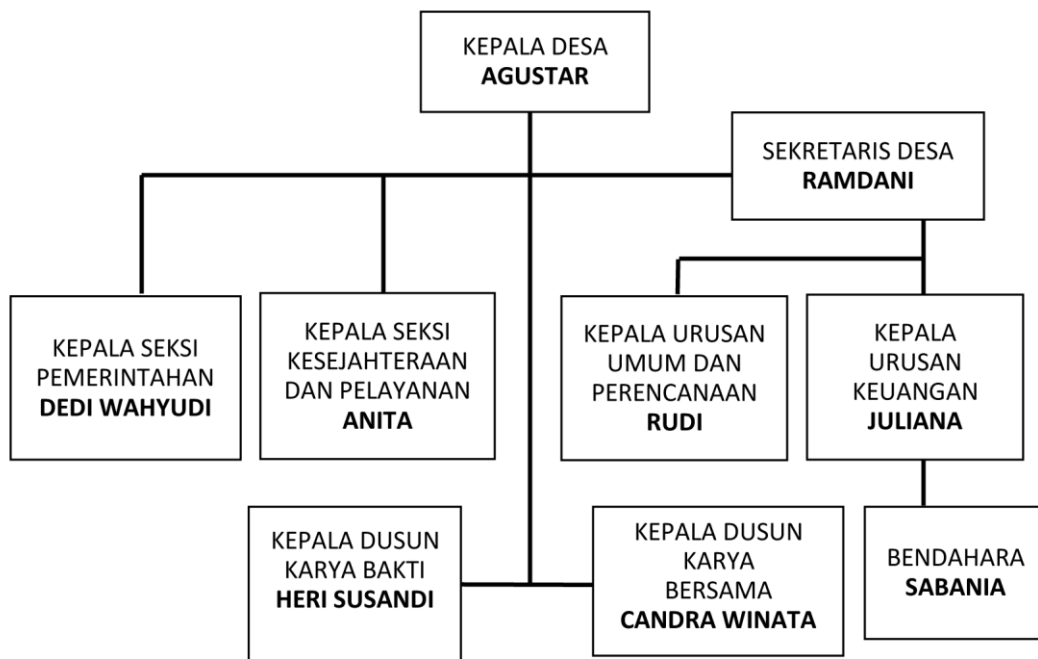 KEPALA DESA
AGUSTAR
SEKRETARIS DESA
RAMDANI
KEPALA SEKSI
PEMERINTAHAN
DEDI WAHYUDI
KEPALA SEKSI
KESEJAHTERAAN
DAN PELAYANAN
ANITA
KEPALA URUSAN
UMUM DAN
PERENCANAAN
RUDI
KEPALA
URUSAN
KEUANGAN
JULIANA
KEPALA DUSUN
KARYA BAKTI
HERI SUSANDI
KEPALA DUSUN
KARYA
BERSAMA
CANDRA WINATA
BENDAHARA
SABANIA